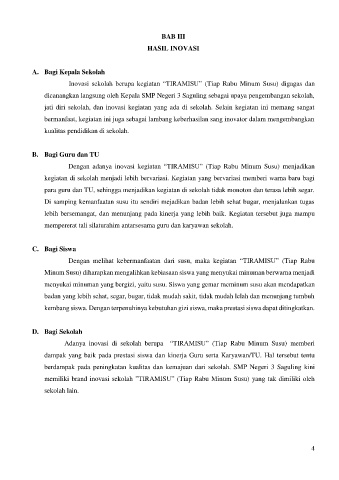 BAB III
HASIL INOVASI
A. Bagi Kepala Sekolah
Inovasi sekolah berupa kegiatan “TIRAMISU” (Tiap Rabu Minum Susu) digagas dan
dicanangkan langsung oleh Kepala SMP Negeri 3 Saguling sebagai upaya pengembangan sekolah,
jati diri sekolah, dan inovasi kegiatan yang ada di sekolah. Selain kegiatan ini memang sangat
bermanfaat, kegiatan ini juga sebagai lambang keberhasilan sang inovator dalam mengembangkan
kualitas pendidikan di sekolah.
B. Bagi Guru dan TU
Dengan adanya inovasi kegiatan “TIRAMISU” (Tiap Rabu Minum Susu) menjadikan
kegiatan di sekolah menjadi lebih bervariasi. Kegiatan yang bervariasi memberi warna baru bagi
para guru dan TU, sehingga menjadikan kegiatan di sekolah tidak monoton dan terasa lebih segar.
Di samping kemanfaatan susu itu sendiri mejadikan badan lebih sehat bugar, menjalankan tugas
lebih bersemangat, dan menunjang pada kinerja yang lebih baik. Kegiatan tersebut juga mampu
mempererat tali silaturahim antarsesama guru dan karyawan sekolah.
C. Bagi Siswa
Dengan melihat kebermanfaatan dari susu, maka kegiatan “TIRAMISU” (Tiap Rabu
Minum Susu) diharapkan mengalihkan kebiasaan siswa yang menyukai minuman berwarna menjadi
menyukai minuman yang bergizi, yaitu susu. Siswa yang gemar meminum susu akan mendapatkan
badan yang lebih sehat, segar, bugar, tidak mudah sakit, tidak mudah lelah dan menunjang tumbuh
kembang siswa. Dengan terpenuhinya kebutuhan gizi siswa, maka prestasi siswa dapat ditingkatkan.
D. Bagi Sekolah
Adanya inovasi di sekolah berupa “TIRAMISU” (Tiap Rabu Minum Susu) memberi
dampak yang baik pada prestasi siswa dan kinerja Guru serta Karyawan/TU. Hal tersebut tentu
berdampak pada peningkatan kualitas dan kemajuan dari sekolah. SMP Negeri 3 Saguling kini
memiliki brand inovasi sekolah ”TIRAMISU” (Tiap Rabu Minum Susu) yang tak dimiliki oleh
sekolah lain.
4